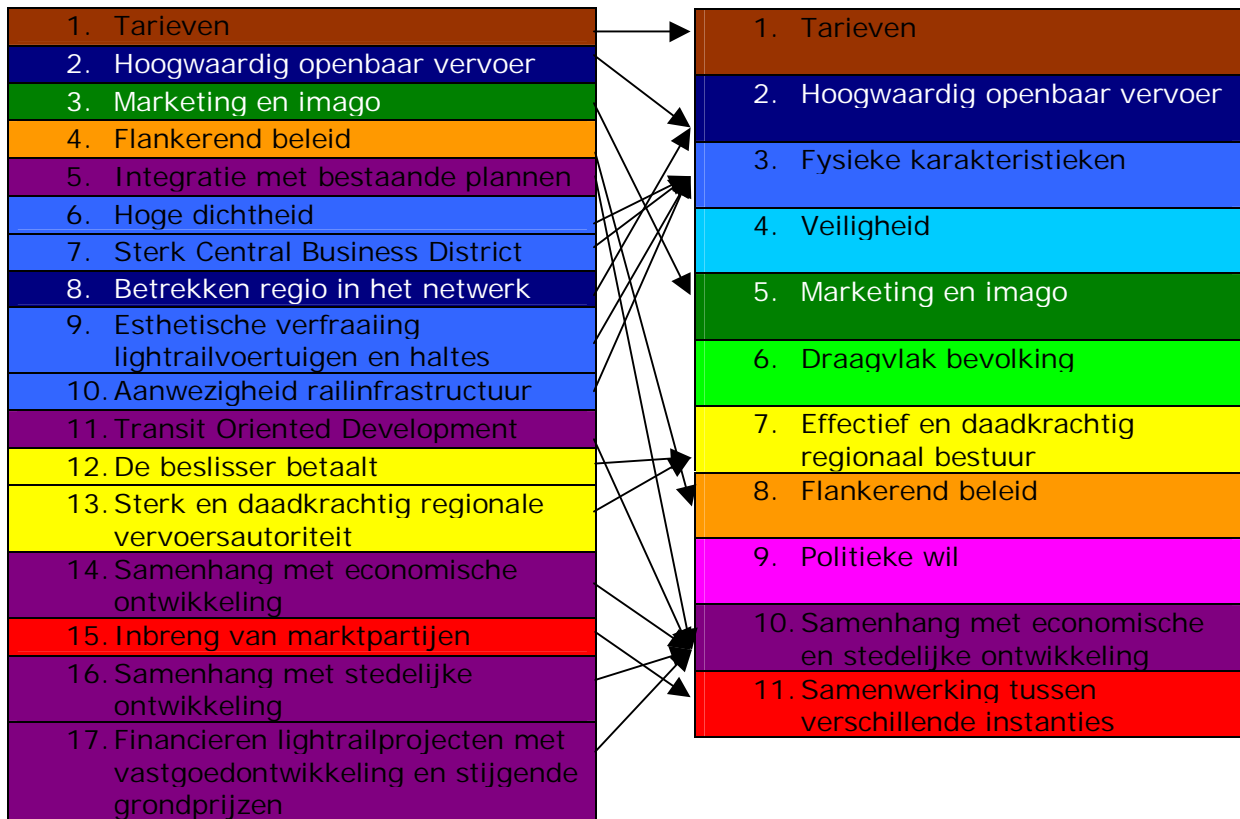 1. Tarieven
2. Hoogwaardig openbaar vervoer
3. Marketing en imago
4. Flankerend beleid
5. Integratie met bestaande plannen
6. Hoge dichtheid
7. Sterk Central Business District
8. Betrekken regio in het netwerk
9. Esthetische verfraaiing
lightrailvoertuigen en haltes
10. Aanwezigheid railinfrastructuur
11. Transit Oriented Development
12. De beslisser betaalt
13. Sterk en daadkrachtig regionale
vervoersautoriteit
14. Samenhang met economische
ontwikkeling
15. Inbreng van marktpartijen
16. Samenhang met stedelijke
ontwikkeling
17. Financieren lightrailprojecten met
vastgoedontwikkeling en stijgende
grondprijzen
1. Tarieven
2. Hoogwaardig openbaar vervoer
3. Fysieke karakteristieken
4. Veiligheid
5. Marketing en imago
6. Draagvlak bevolking
7. Effectief en daadkrachtig
regionaal bestuur
8. Flankerend beleid
9. Politieke wil
10. Samenhang met economische
en stedelijke ontwikkeling
11. Samenwerking tussen
verschillende instanties